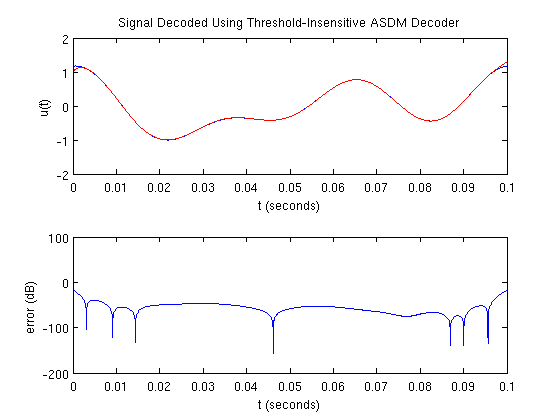 Signal Decoded Using Threshold-Insensitive ASDM Decoder
2
1
0
-1
-2
u(t)
0 0.01 0.02 0.03 0.04 0.05 0.06 0.07 0.08 0.09 0.1
t (seconds)
100
0
-100
-200
error (dB)
0 0.01 0.02 0.03 0.04 0.05 0.06 0.07 0.08 0.09 0.1
t (seconds)